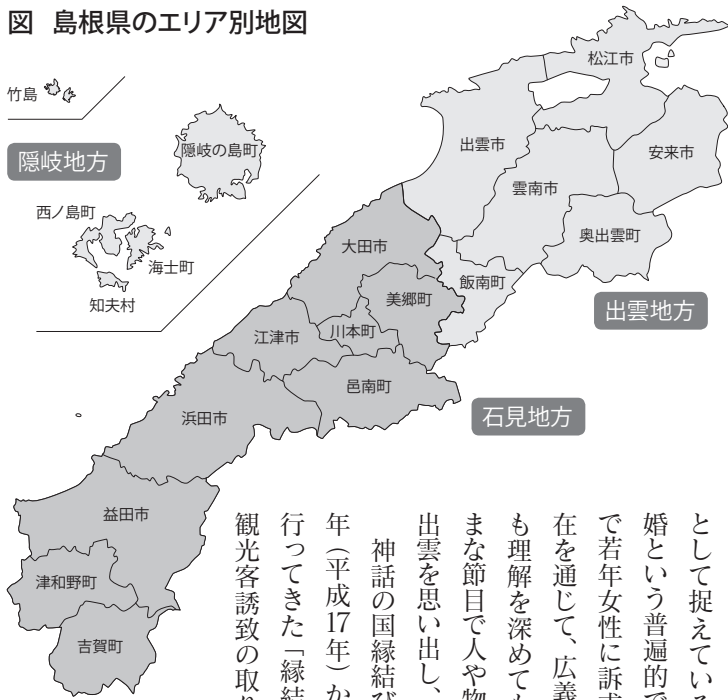 図 島根県のエリア別地図
竹島
隠岐地方
隠岐の島町
西ノ島町
海士町
知夫村
松江市
出雲市
安来市
雲南市
奥出雲町
飯南町
出雲地方
大田市
美郷町
江津市
川本町
邑南町
浜田市
石見地方
益田市
津和野町
吉賀町
として捉えている
婚という普遍的で
で若年女性に訴求
在を通じて、広義
も理解を深めても
まな節目で人や物
出雲を思い出し、
神話の国縁結び
年（平成17年）か
行ってきた「縁結
観光客誘致の取り